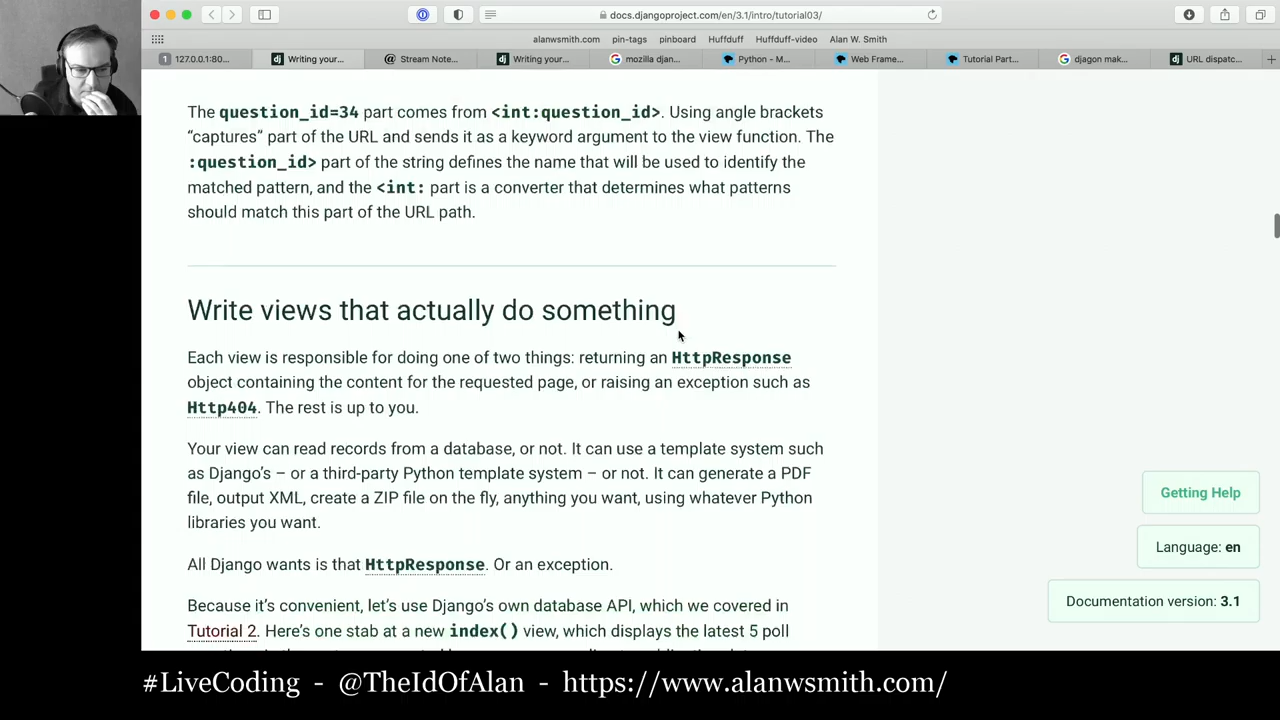 docs.djangoproject.com/en/3.1/intro/tutorial03/
alanwsmith.com pin-tags pinboard Huffduff Huffduff-video Alan W. Smith
1 127.0.0.1:80... dj Writing your... @ Stream Note... dj Writing your... G mozilla djan... Python - M... Web Frame... Tutorial Part... G djagon mak... dj URL dispatc...
The question_id=34 part comes from <int:question_id>. Using angle brackets
“captures” part of the URL and sends it as a keyword argument to the view function. The
:question_id> part of the string defines the name that will be used to identify the
matched pattern, and the <int: part is a converter that determines what patterns
should match this part of the URL path.
Write views that actually do something
Each view is responsible for doing one of two things: returning an HttpResponse
object containing the content for the requested page, or raising an exception such as
Http404. The rest is up to you.
Your view can read records from a database, or not. It can use a template system such
as Django’s – or a third-party Python template system – or not. It can generate a PDF
file, output XML, create a ZIP file on the fly, anything you want, using whatever Python
libraries you want.
All Django wants is that HttpResponse. Or an exception.
Because it’s convenient, let’s use Django’s own database API, which we covered in
Tutorial 2. Here’s one stab at a new index() view, which displays the latest 5 poll
Getting Help
Language: en
Documentation version: 3.1
#LiveCoding - @TheIdOfAlan - https://www.alanwsmith.com/